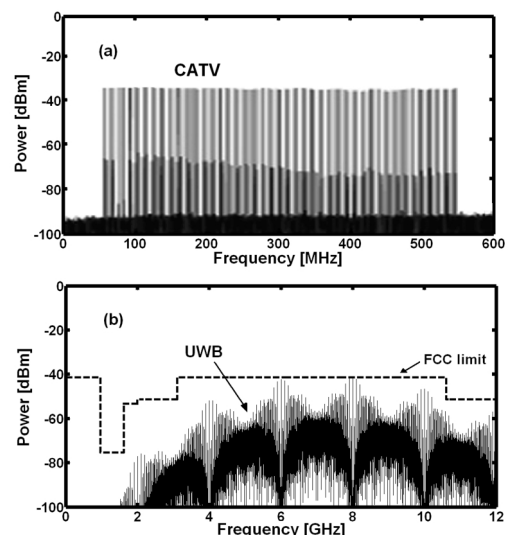 0
(a)
CATV
-20
-40
-60
-80
-100
Power [dBm]
0 100 200 300 400 500 600
Frequency [MHz]
0
(b)
-20
UWB
FCC limit
-40
-60
-80
-100
Power [dBm]
0 2 4 6 8 10 12
Frequency [GHz]